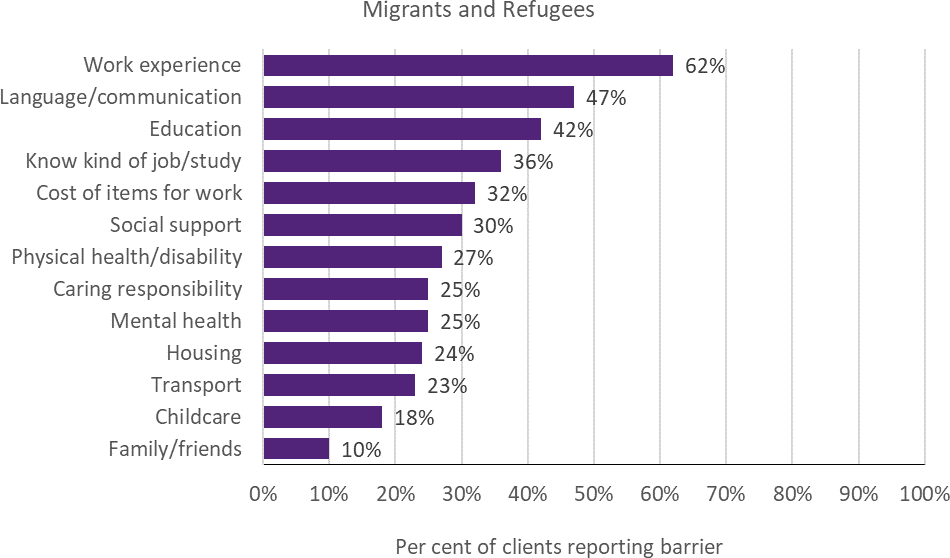 Migrants and Refugees
Work experience 62%
Language/communication 47%
Education 42%
Know kind of job/study 36%
Cost of items for work 32%
Social support 30%
Physical health/disability 27%
Caring responsibility 25%
Mental health 25%
Housing 24%
Transport 23%
Childcare 18%
Family/friends 10%
0% 10% 20% 30% 40% 50% 60% 70% 80% 90% 100%
Per cent of clients reporting barrier